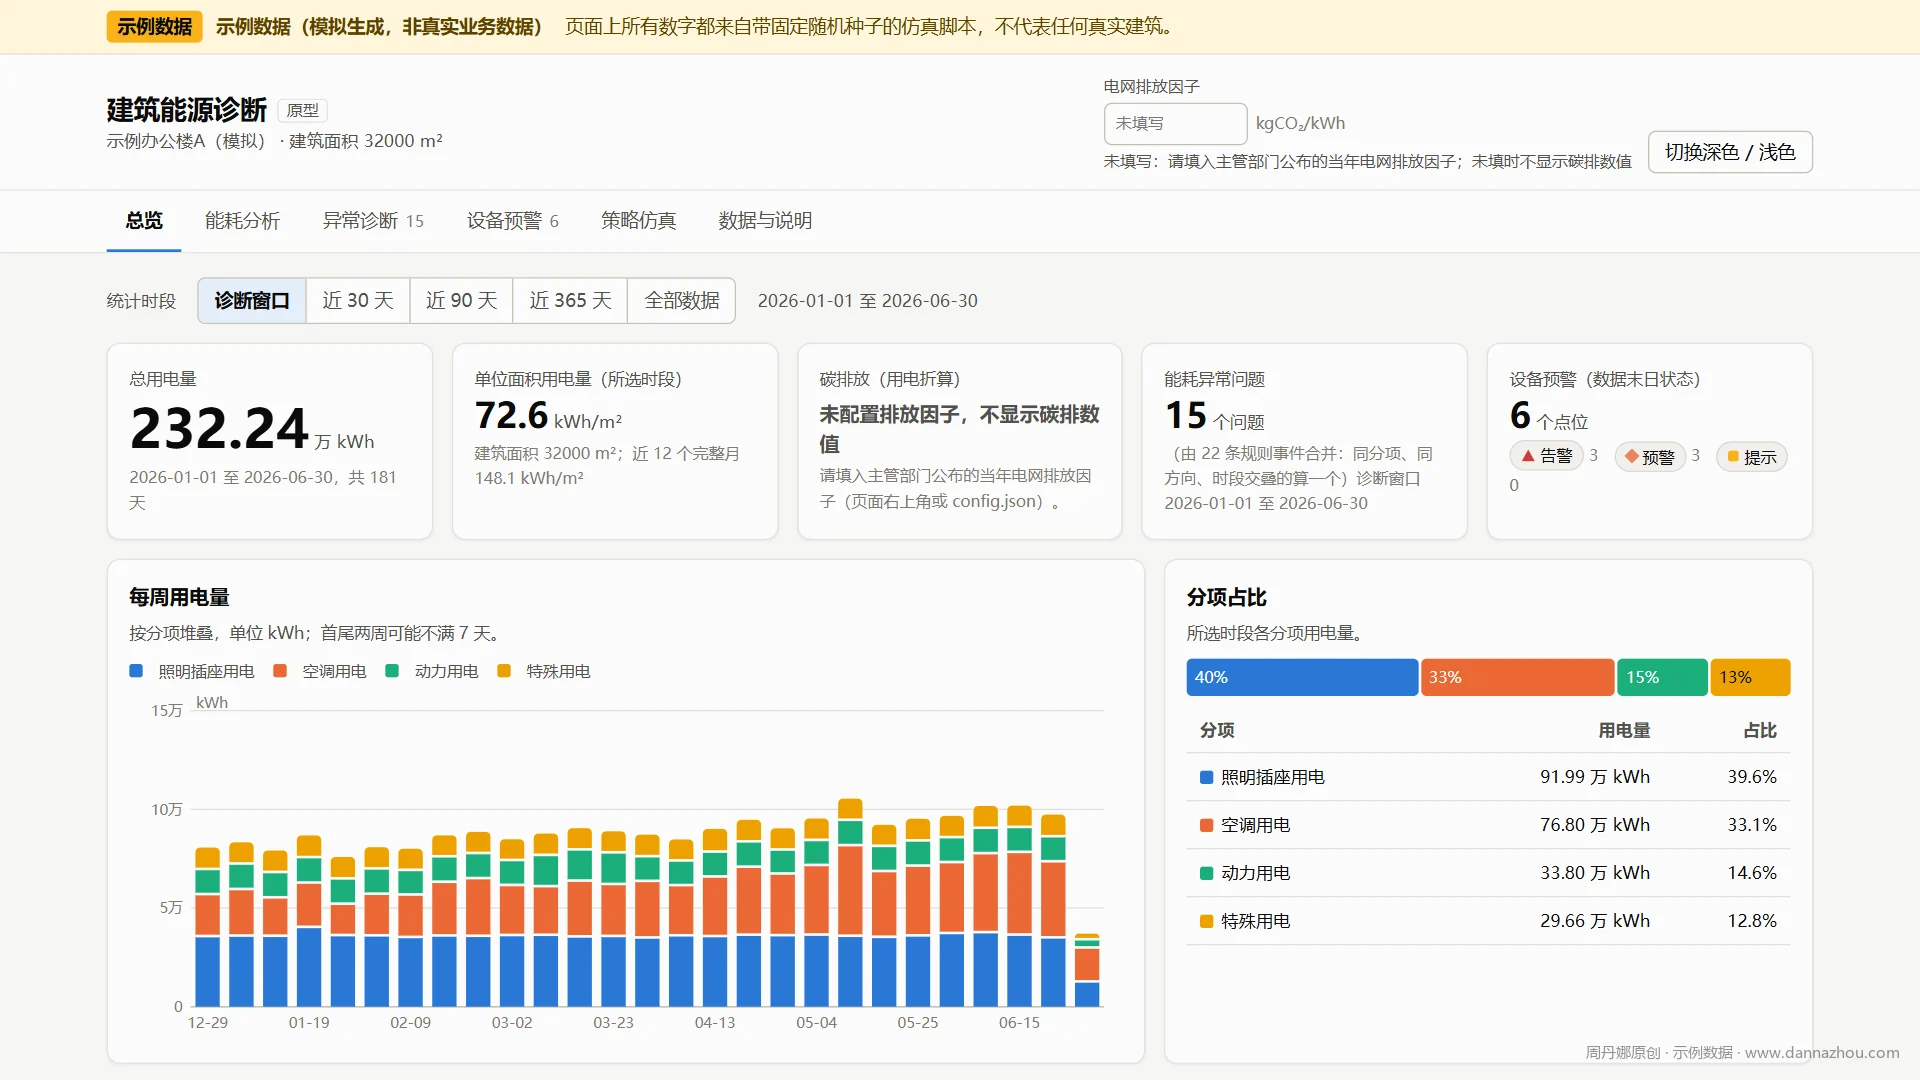 示例数据 示例数据（模拟生成，非真实业务数据） 页面上所有数字都来自带固定随机种子的仿真脚本，不代表任何真实建筑。
建筑能源诊断 原型
示例办公楼A（模拟） · 建筑面积 32000 m²
电网排放因子
未填写 kgCO₂/kWh
未填写：请填入主管部门公布的当年电网排放因子；未填时不显示碳排数值
切换深色 / 浅色
总览 能耗分析 异常诊断 15 设备预警 6 策略仿真 数据与说明
统计时段 诊断窗口 近 30 天 近 90 天 近 365 天 全部数据 2026-01-01 至 2026-06-30
总用电量
232.24 万 kWh
2026-01-01 至 2026-06-30，共 181
天
单位面积用电量（所选时段）
72.6 kWh/m²
建筑面积 32000 m²；近 12 个完整月
148.1 kWh/m²
碳排放（用电折算）
未配置排放因子，不显示碳排数
值
请填入主管部门公布的当年电网排放因
子（页面右上角或 config.json）。
能耗异常问题
15 个问题
（由 22 条规则事件合并：同分项、同
方向、时段交叠的算一个）诊断窗口
2026-01-01 至 2026-06-30
设备预警（数据末日状态）
6 个点位
告警 3 预警 3 提示
0
每周用电量
按分项堆叠，单位 kWh；首尾两周可能不满 7 天。
照明插座用电 空调用电 动力用电 特殊用电
kWh
15万
10万
5万
0
12-29 01-19 02-09 03-02 03-23 04-13 05-04 05-25 06-15
分项占比
所选时段各分项用电量。
40% 33% 15% 13%
分项 用电量 占比
照明插座用电 91.99 万 kWh 39.6%
空调用电 76.80 万 kWh 33.1%
动力用电 33.80 万 kWh 14.6%
特殊用电 29.66 万 kWh 12.8%
周丹娜原创 · 示例数据 · www.dannazhou.com